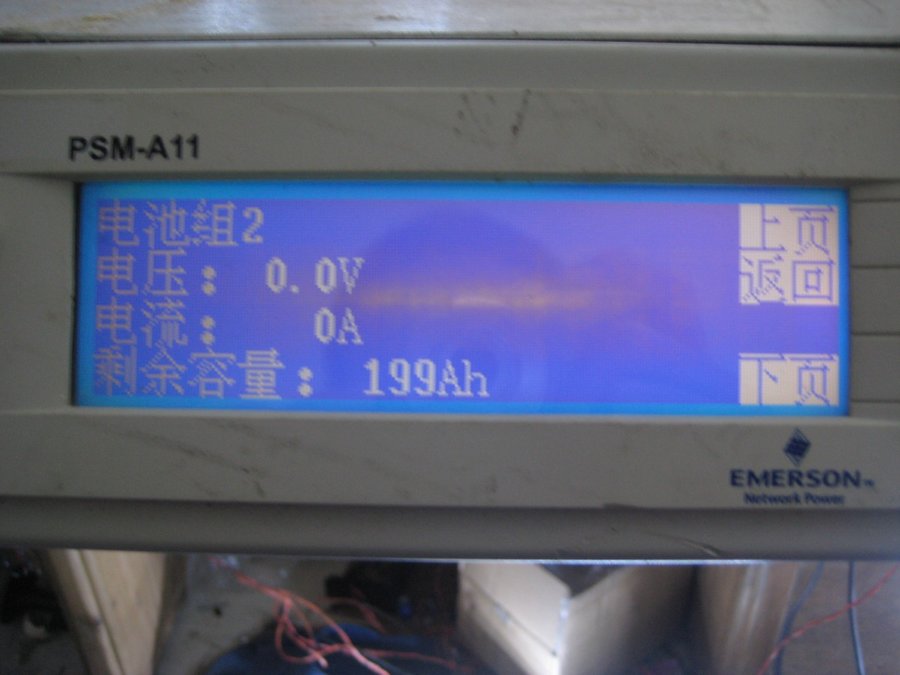 PSM-A11
电池组2 上页
电压： 0.0V 返回
电流： 0A
剩余容量： 199Ah 下页
EMERSON™
Network Power